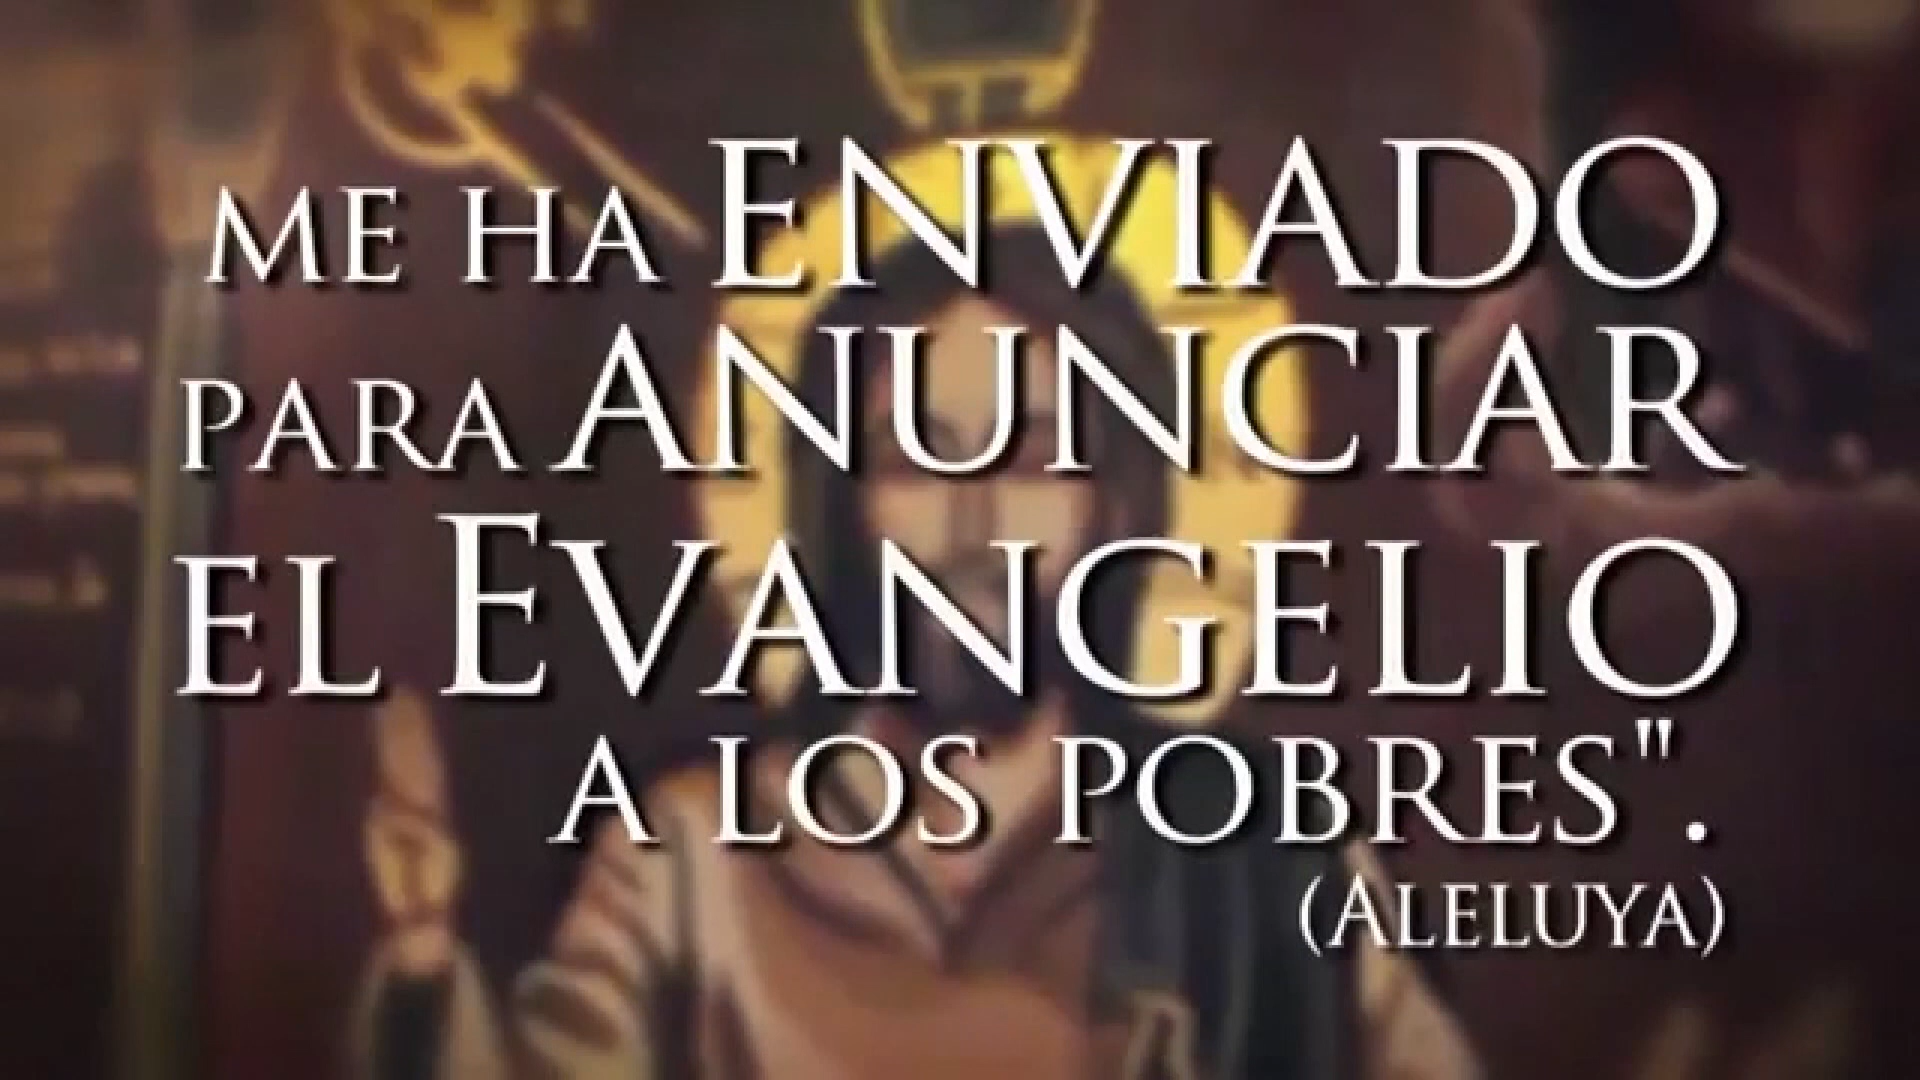 ME HA ENVIADO
PARA ANUNCIAR
EL EVANGELIO
A LOS POBRES".
(ALELUYA)